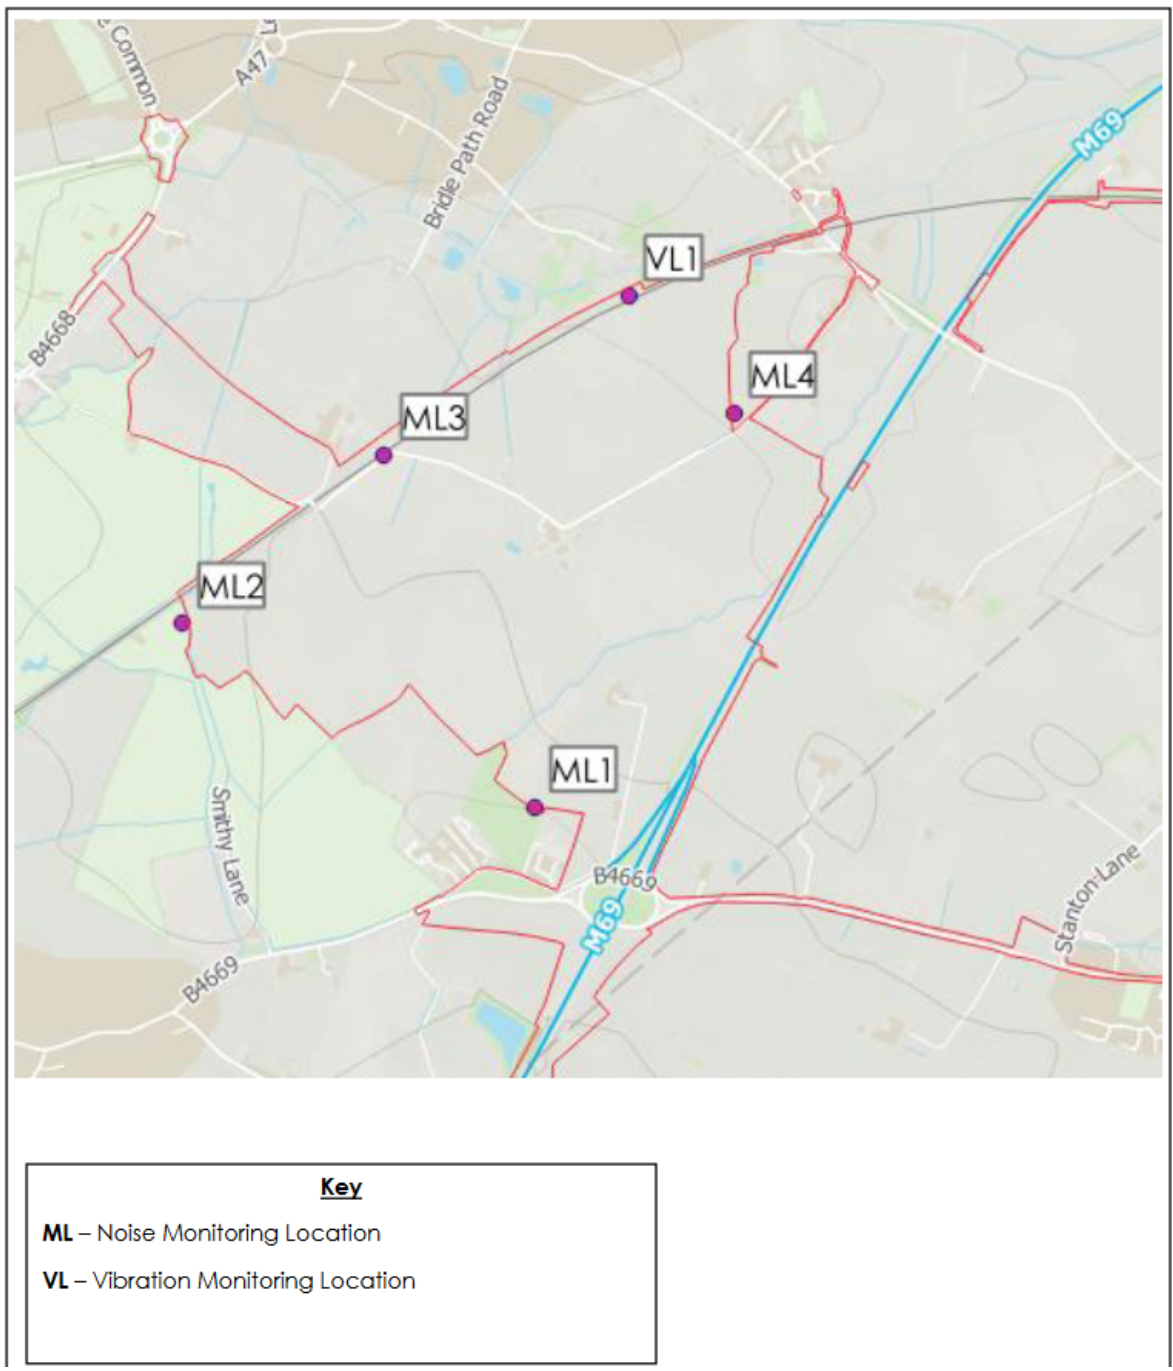 e Common
A47
Bridle Path Road
M69
VL1
B4668
ML4
ML3
ML2
ML1
Smithy Lane
B4669
M69
Stanton Lane
B4669
Key
ML – Noise Monitoring Location
VL – Vibration Monitoring Location